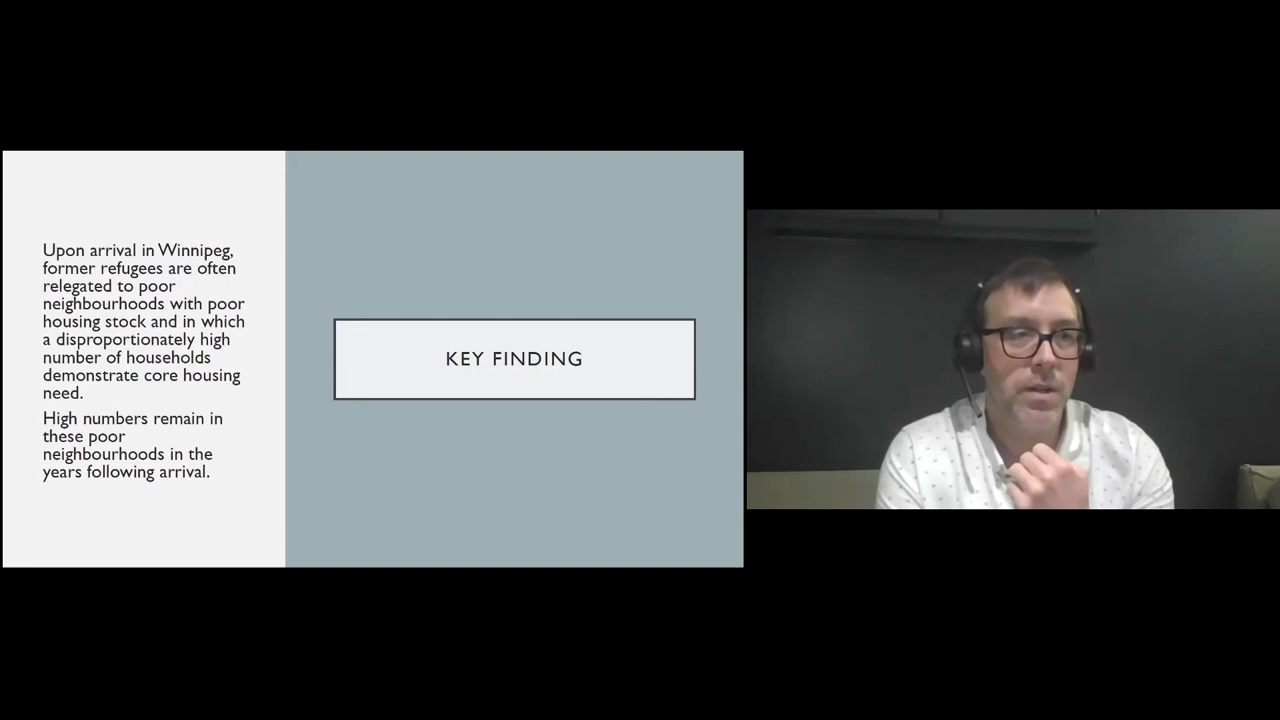 Upon arrival in Winnipeg,
former refugees are often
relegated to poor
neighbourhoods with poor
housing stock and in which
a disproportionately high
number of households
demonstrate core housing
need.
High numbers remain in
these poor
neighbourhoods in the
years following arrival.
KEY FINDING